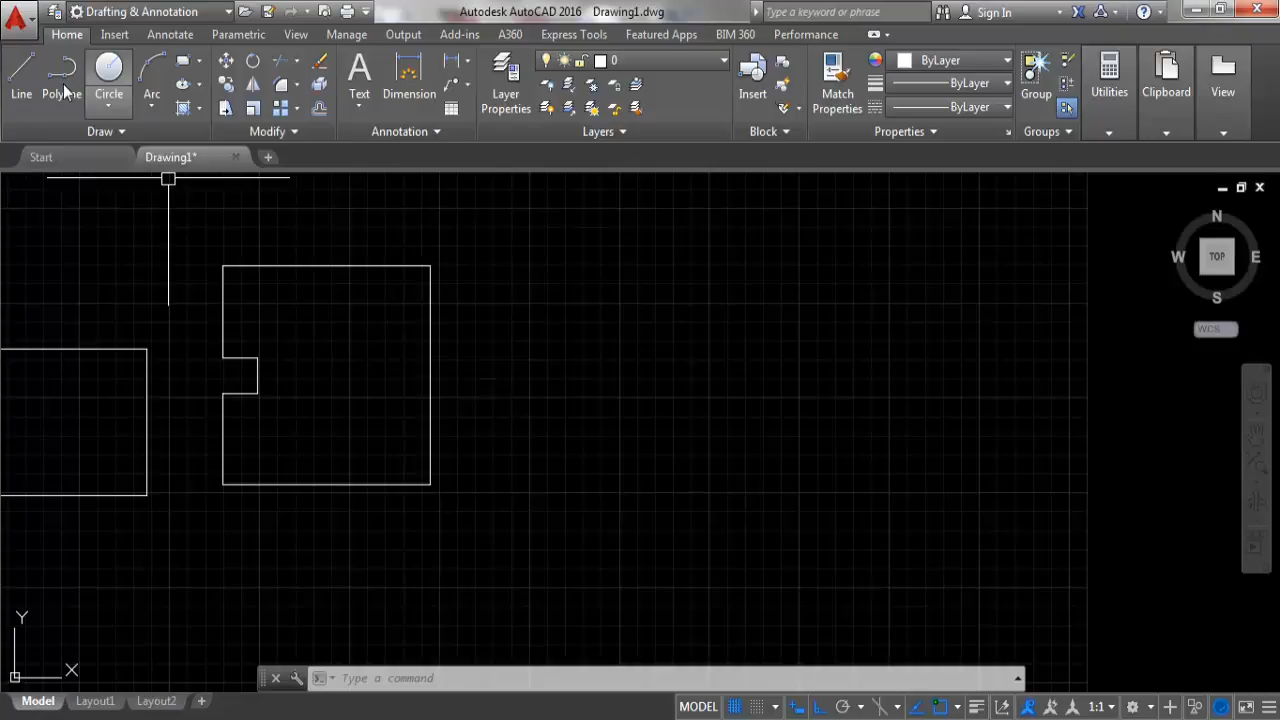 Drafting & Annotation
Autodesk AutoCAD 2016 Drawing1.dwg
Type a keyword or phrase
Sign In
Home Insert Annotate Parametric View Manage Output Add-ins A360 Express Tools Featured Apps BIM 360 Performance
Line Polyline Circle Arc
Text Dimension
Layer Properties
0
Insert
Match Properties
ByLayer
ByLayer
ByLayer
Group
Utilities
Clipboard
View
Draw Modify Annotation Layers Block Properties Groups
Start Drawing1*
N
W TOP E
S
WCS
Y
X
Type a command
Model Layout1 Layout2
MODEL 1:1